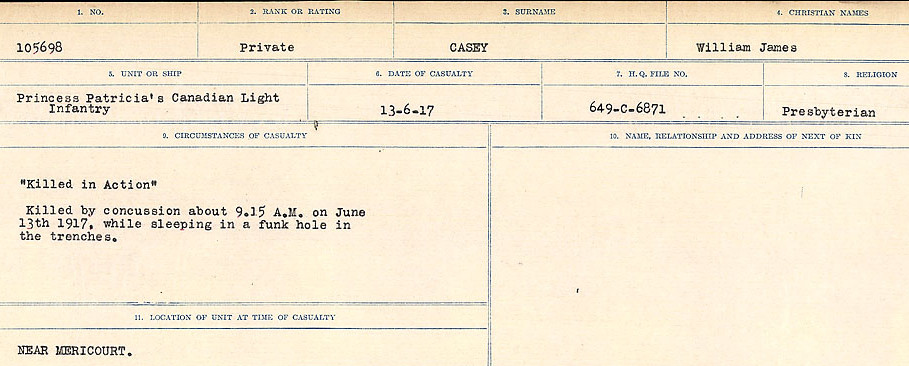 1. NO.
2. RANK OR RATING
3. SURNAME
4. CHRISTIAN NAMES
105698
Private
CASEY
William James
5. UNIT OR SHIP
6. DATE OF CASUALTY
7. H. Q. FILE NO.
8. RELIGION
Princess Patricia's Canadian Light
Infantry
13-6-17
649-C-6871
Presbyterian
9. CIRCUMSTANCES OF CASUALTY
10. NAME, RELATIONSHIP AND ADDRESS OF NEXT OF KIN
"Killed in Action"
Killed by concussion about 9.15 A.M. on June
13th 1917, while sleeping in a funk hole in
the trenches.
11. LOCATION OF UNIT AT TIME OF CASUALTY
NEAR MERICOURT.